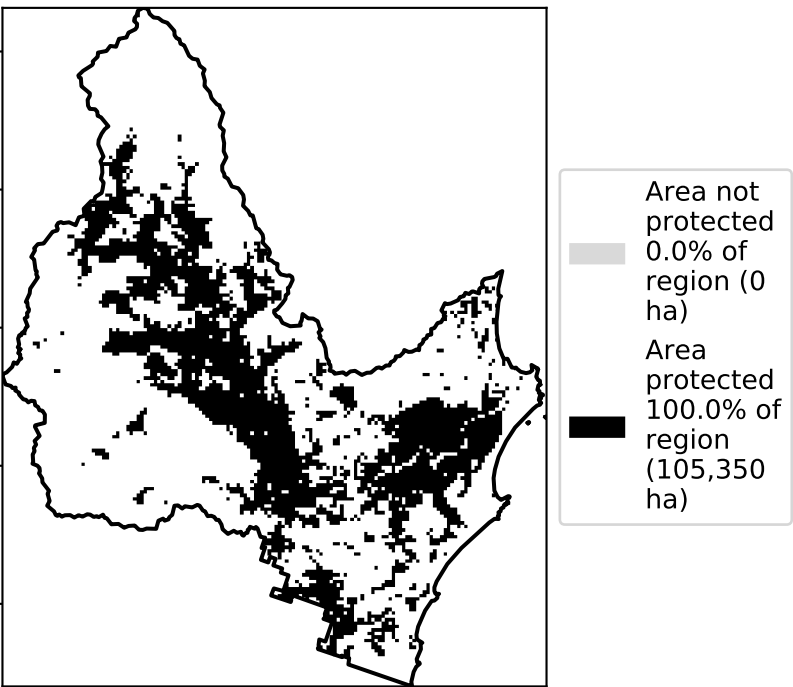 Area not
protected
0.0% of
region (0
ha)
Area
protected
100.0% of
region
(105,350
ha)